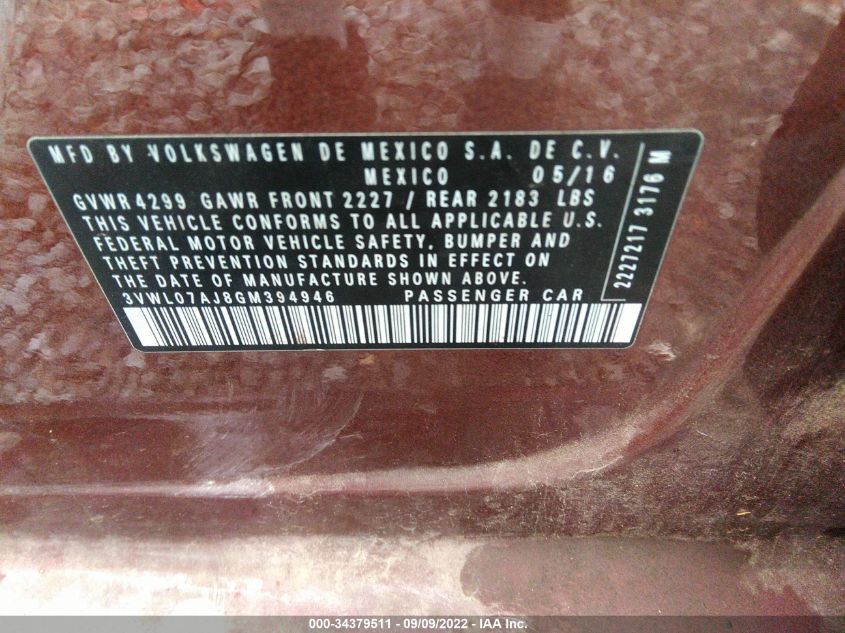 MFD BY VOLKSWAGEN DE MEXICO S.A. DE C.V.
MEXICO 05/16
GVWR 4299 GAWR FRONT 2227 / REAR 2183 LBS
THIS VEHICLE CONFORMS TO ALL APPLICABLE U.S.
FEDERAL MOTOR VEHICLE SAFETY, BUMPER AND
THEFT PREVENTION STANDARDS IN EFFECT ON
THE DATE OF MANUFACTURE SHOWN ABOVE.
3VWL07AJ8GM394946 PASSENGER CAR
2227217 3176 M
000-34379511 - 09/09/2022 - IAA Inc.